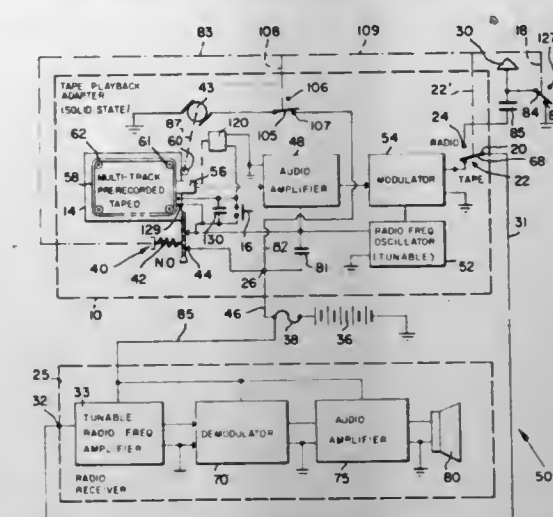 83
108
109
30
18
127
TAPE PLAYBACK
ADAPTER
(SOLID STATE)
43
106
22'
84
87
105
107
24
85
62
61
60
120
48
54
RADIO
20
58
MULTI-TRACK
PRERECORDED
TAPED
56
AUDIO
AMPLIFIER
MODULATOR
68
TAPE
22
14
129
130
16
82
RADIO FREQ
OSCILLATOR
(TUNABLE)
31
40
42
N.O
44
26
81
52
10
46
85
38
36
25
33
32
TUNABLE
RADIO FREQ
AMPLIFIER
DEMODULATOR
AUDIO
AMPLIFIER
70
75
80
50
RADIO
RECEIVER